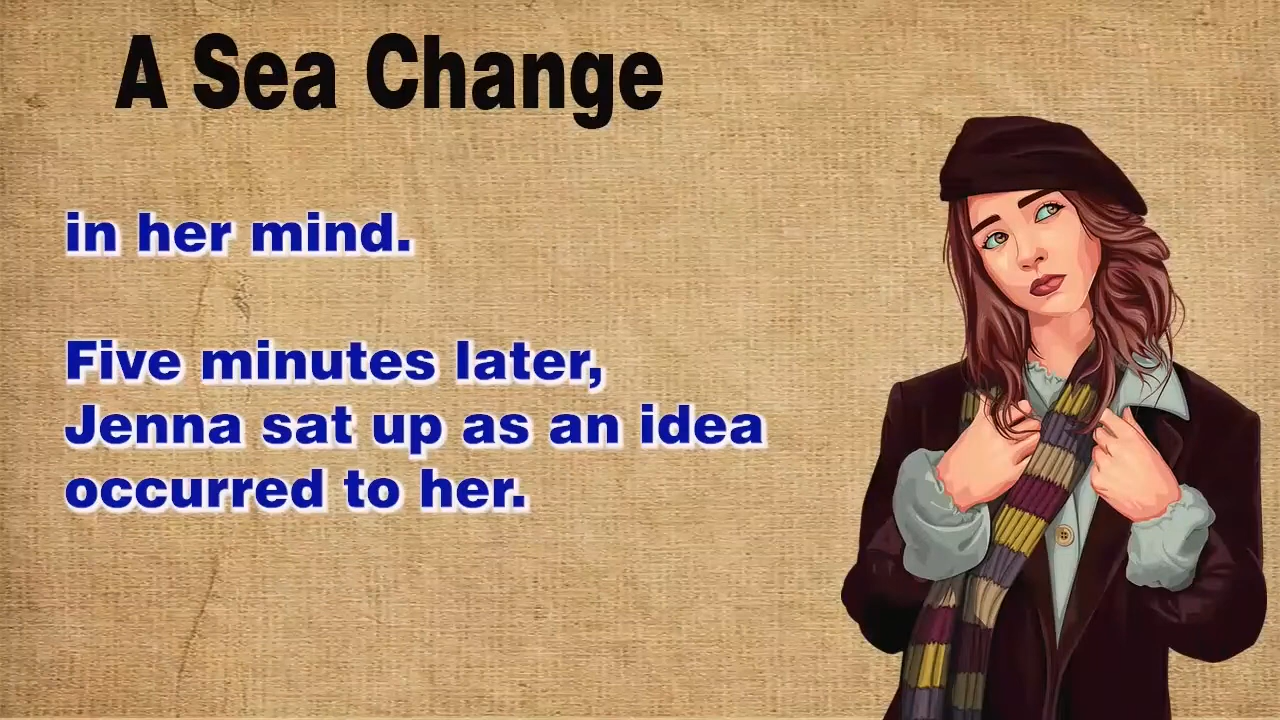 A Sea Change
in her mind.
Five minutes later,
Jenna sat up as an idea
occurred to her.